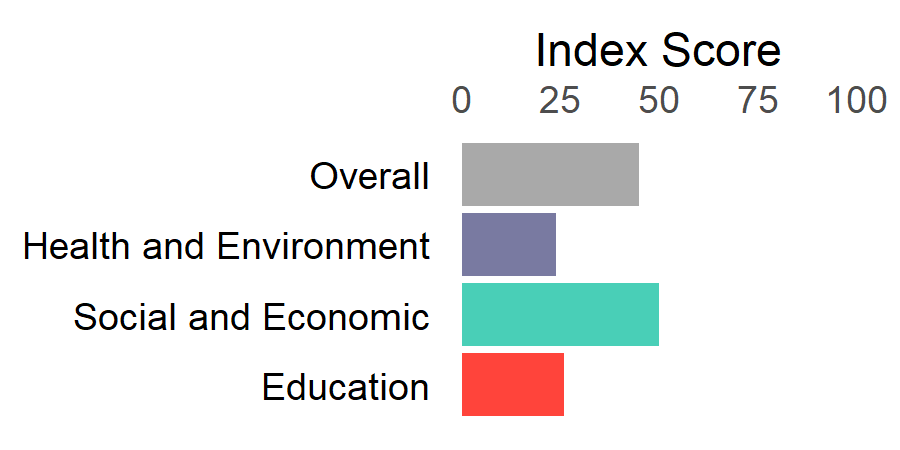 Index Score
0 25 50 75 100
Overall
Health and Environment
Social and Economic
Education